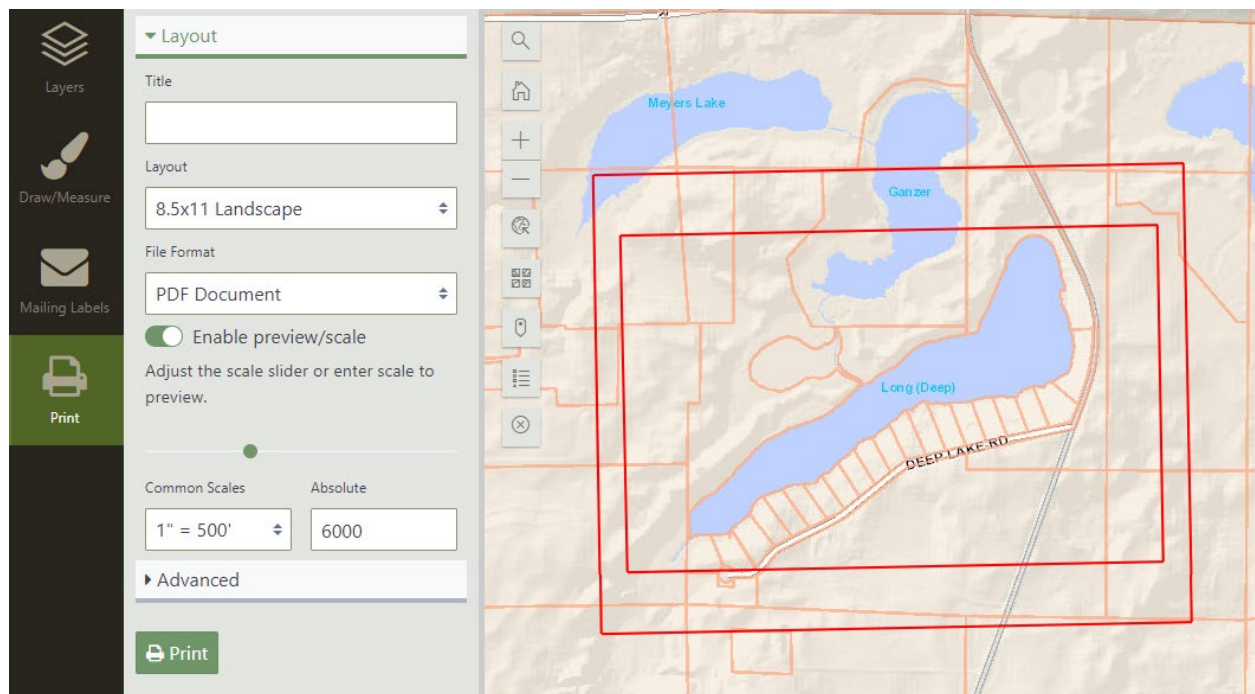 Layers
Draw/Measure
Mailing Labels
Print
Layout
Title
Layout
8.5x11 Landscape
File Format
PDF Document
Enable preview/scale
Adjust the scale slider or enter scale to
preview.
Common Scales
Absolute
1" = 500'
6000
Advanced
Print
Meyers Lake
Ganzer
Long (Deep)
DEEP LAKE RD